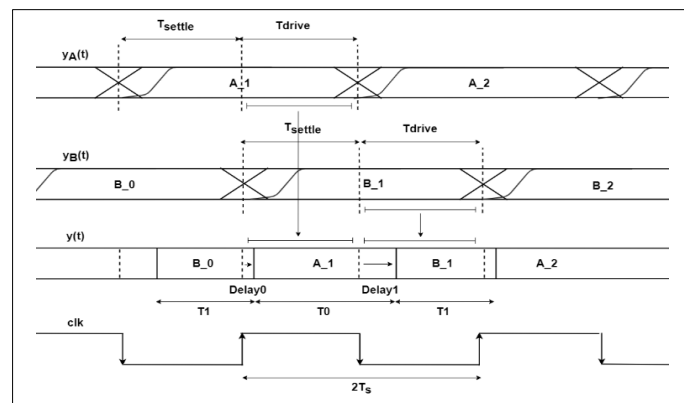 Tsettle Tdrive
yA(t)
A_1 A_2
Tsettle Tdrive
yB(t)
B_0 B_1 B_2
y(t)
B_0 A_1 B_1 A_2
Delay0 Delay1
T1 T0 T1
clk
2Ts